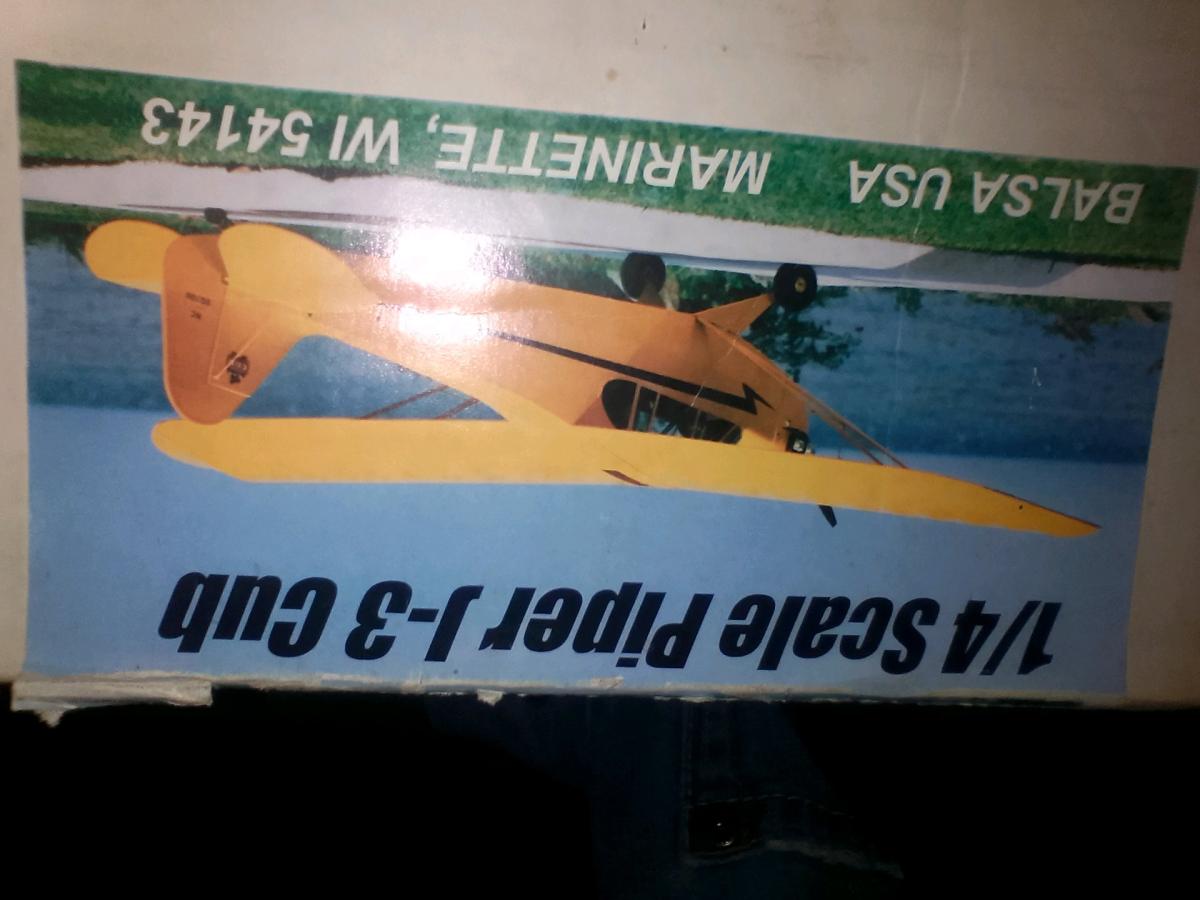 1/4 Scale Piper J-3 Cub
BALSA USA MARINETTE, WI 54143